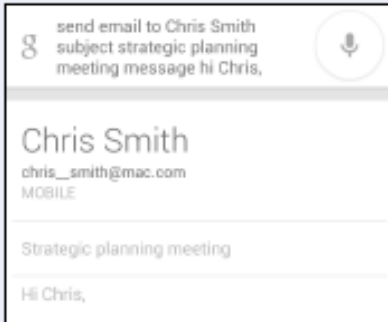 g
send email to Chris Smith
subject strategic planning
meeting message hi Chris,
Chris Smith
chris__smith@mac.com
MOBILE
Strategic planning meeting
Hi Chris,